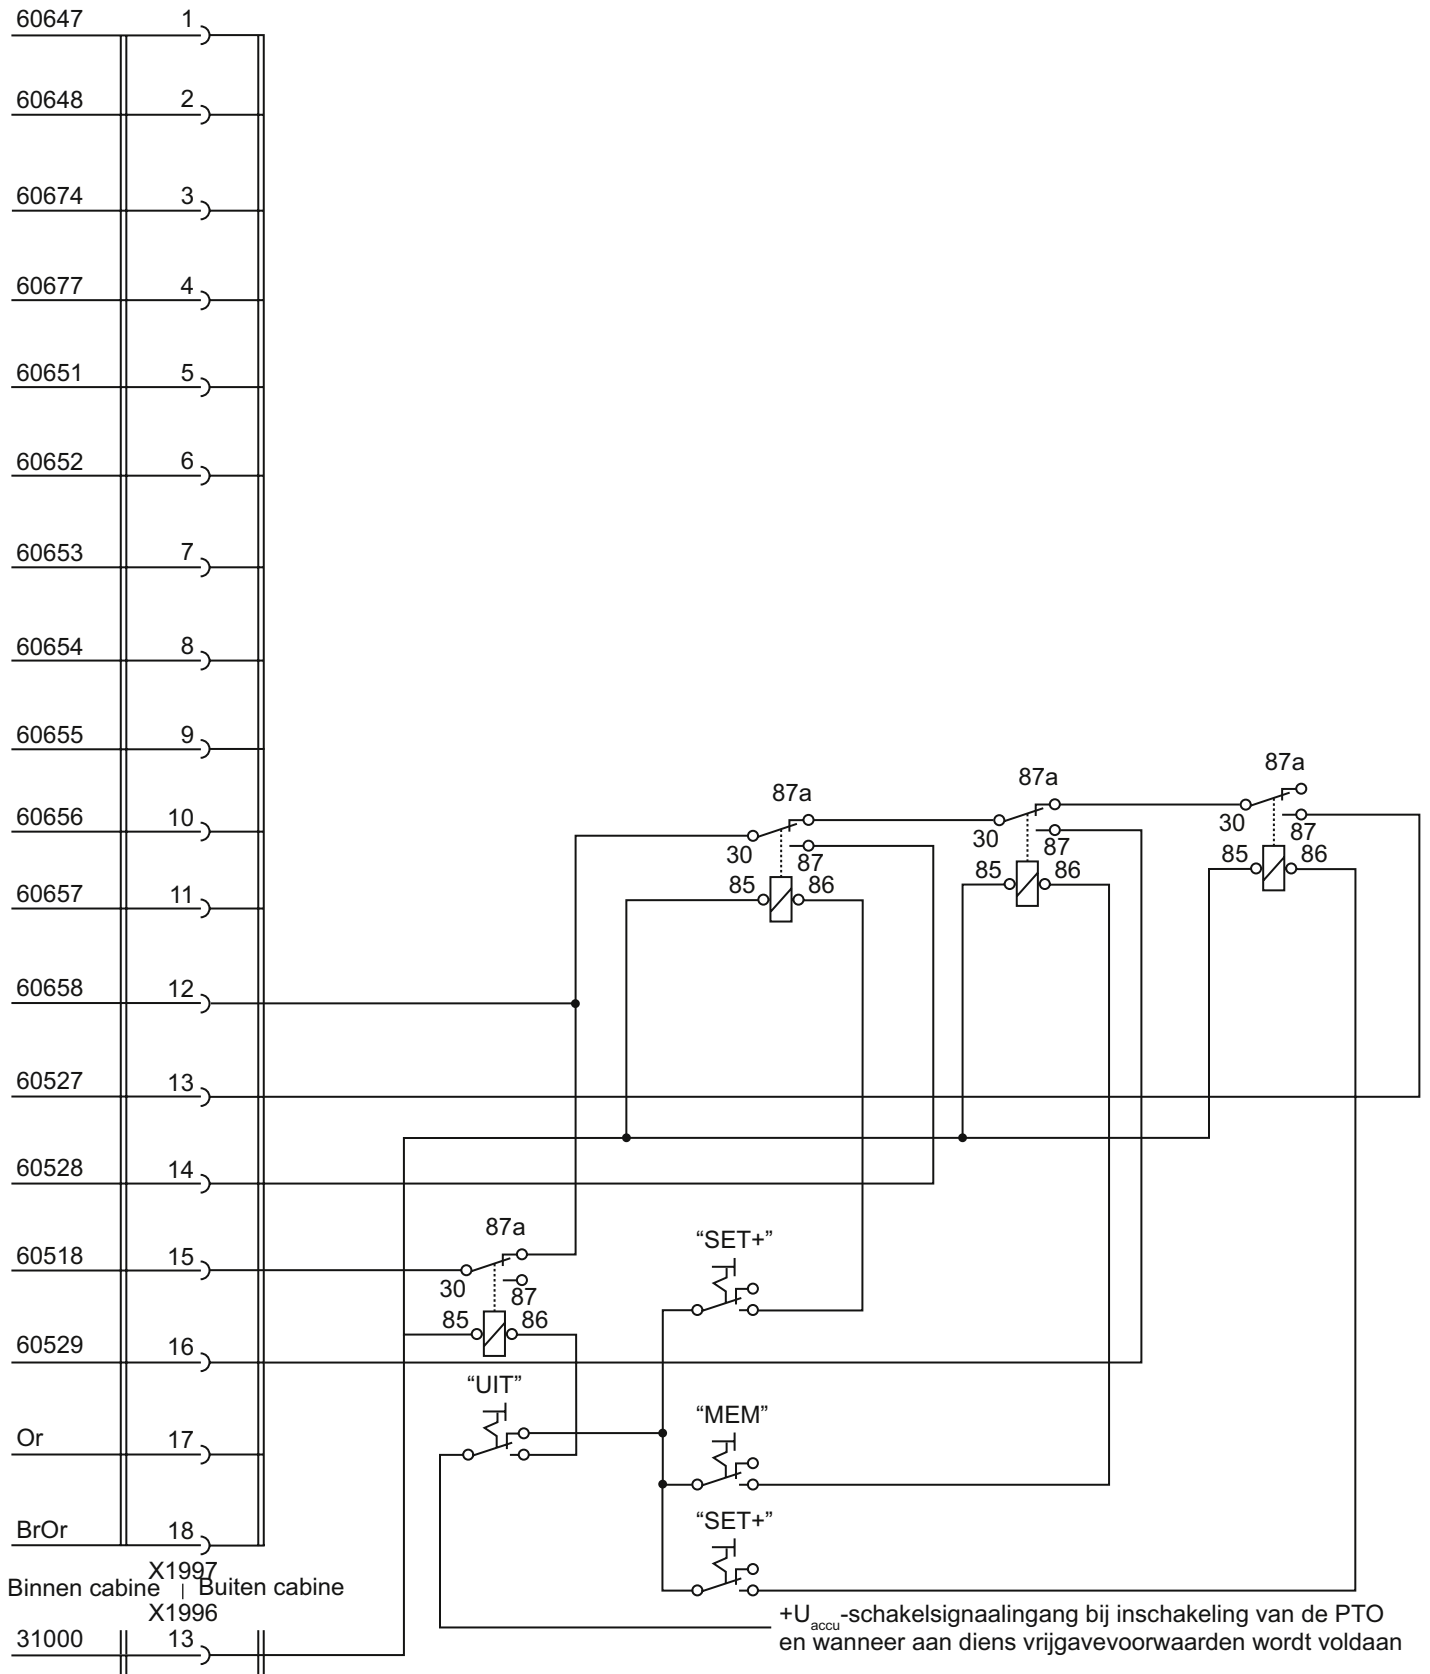 60647 1
60648 2
60674 3
60677 4
60651 5
60652 6
60653 7
60654 8
60655 9
87a
87a
87a
60656 10
30 87
30 87
30 87
85 86
85 86
85 86
60657 11
60658 12
60527 13
60528 14
60518 15
87a
30 87
85 86
“SET+”
60529 16
“UIT”
“MEM”
Or 17
“SET+”
BrOr 18
X1997
Binnen cabine | Buiten cabine
X1996
31000 13
+Uaccu-schakelsignaalingang bij inschakeling van de PTO
en wanneer aan diens vrijgavevoorwaarden wordt voldaan